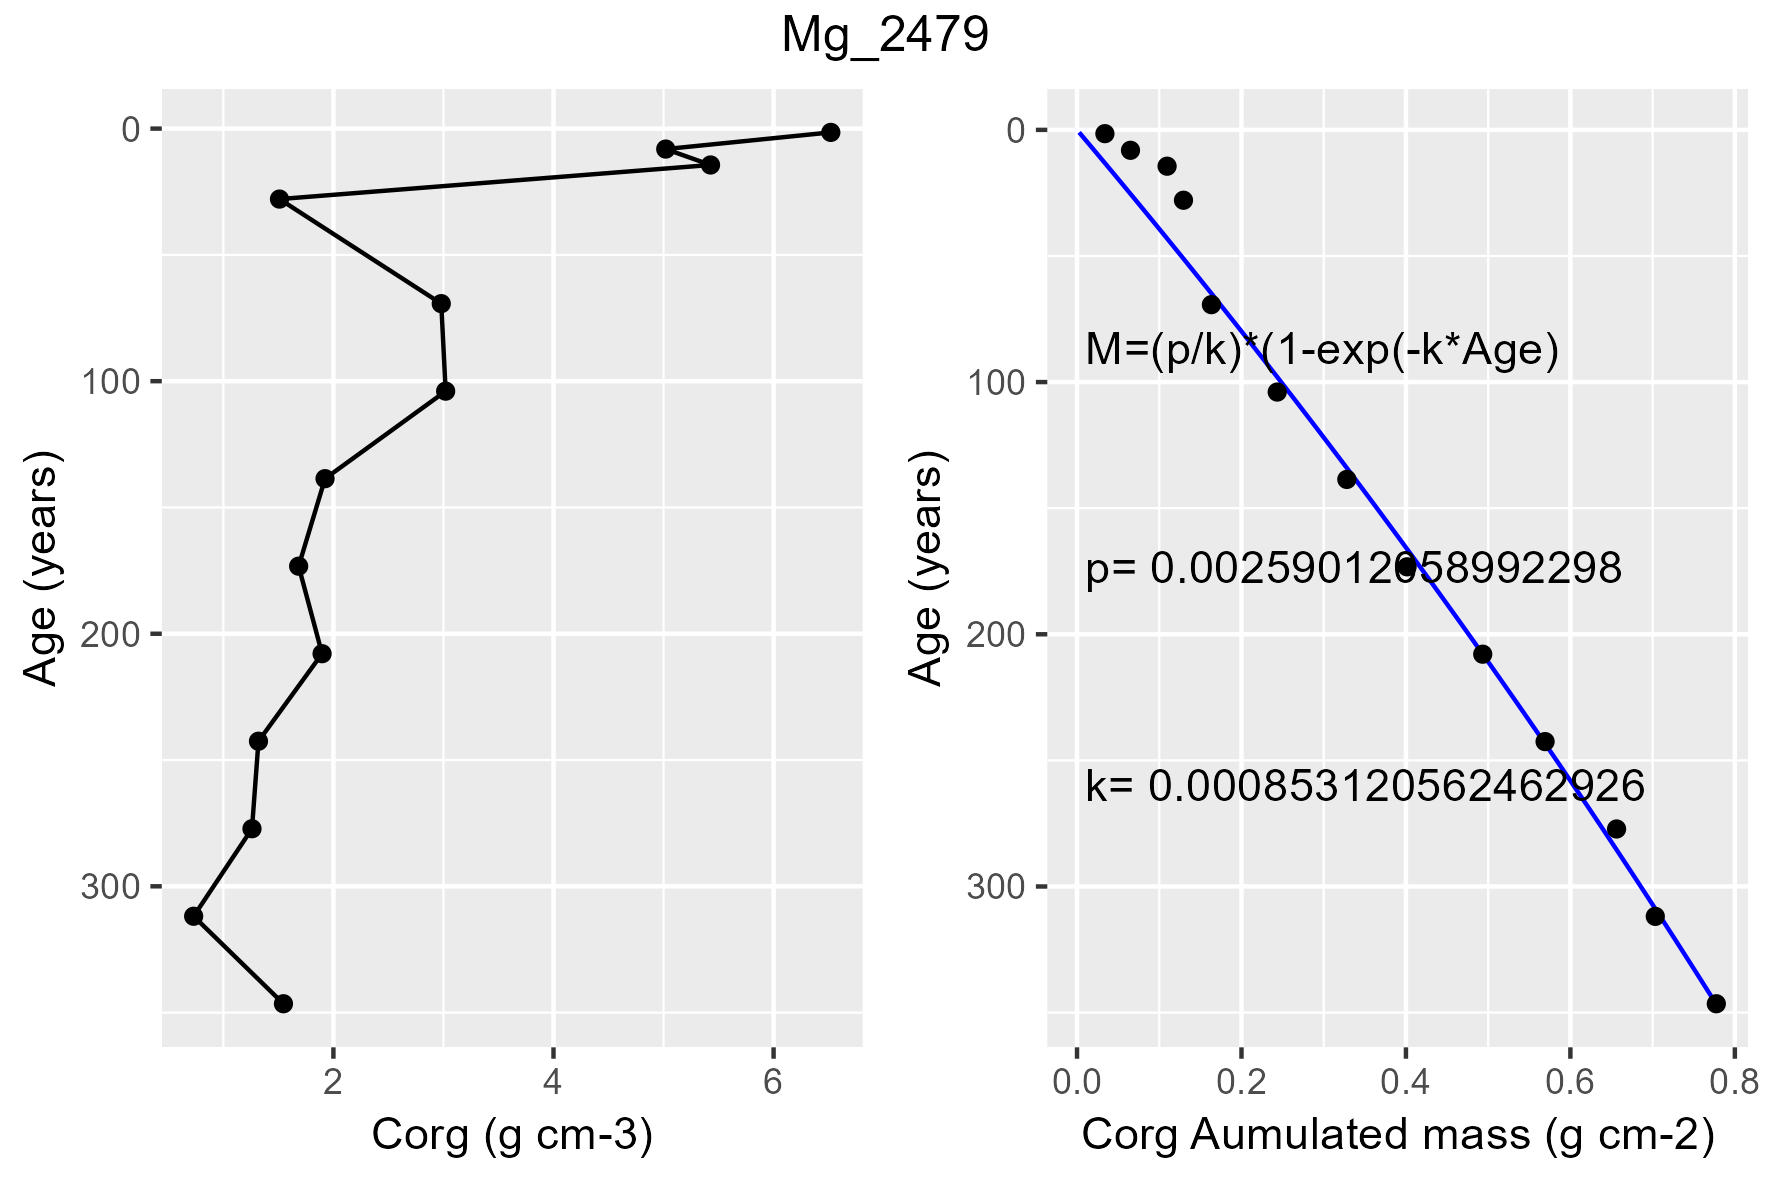 Mg_2479
0
100
200
300
Age (years)
2
4
6
Corg (g cm-3)
0
100
200
300
Age (years)
M=(p/k)*(1-exp(-k*Age)
p= 0.00259012658992298
k= 0.000853120562462926
0.0
0.2
0.4
0.6
0.8
Corg Aumulated mass (g cm-2)